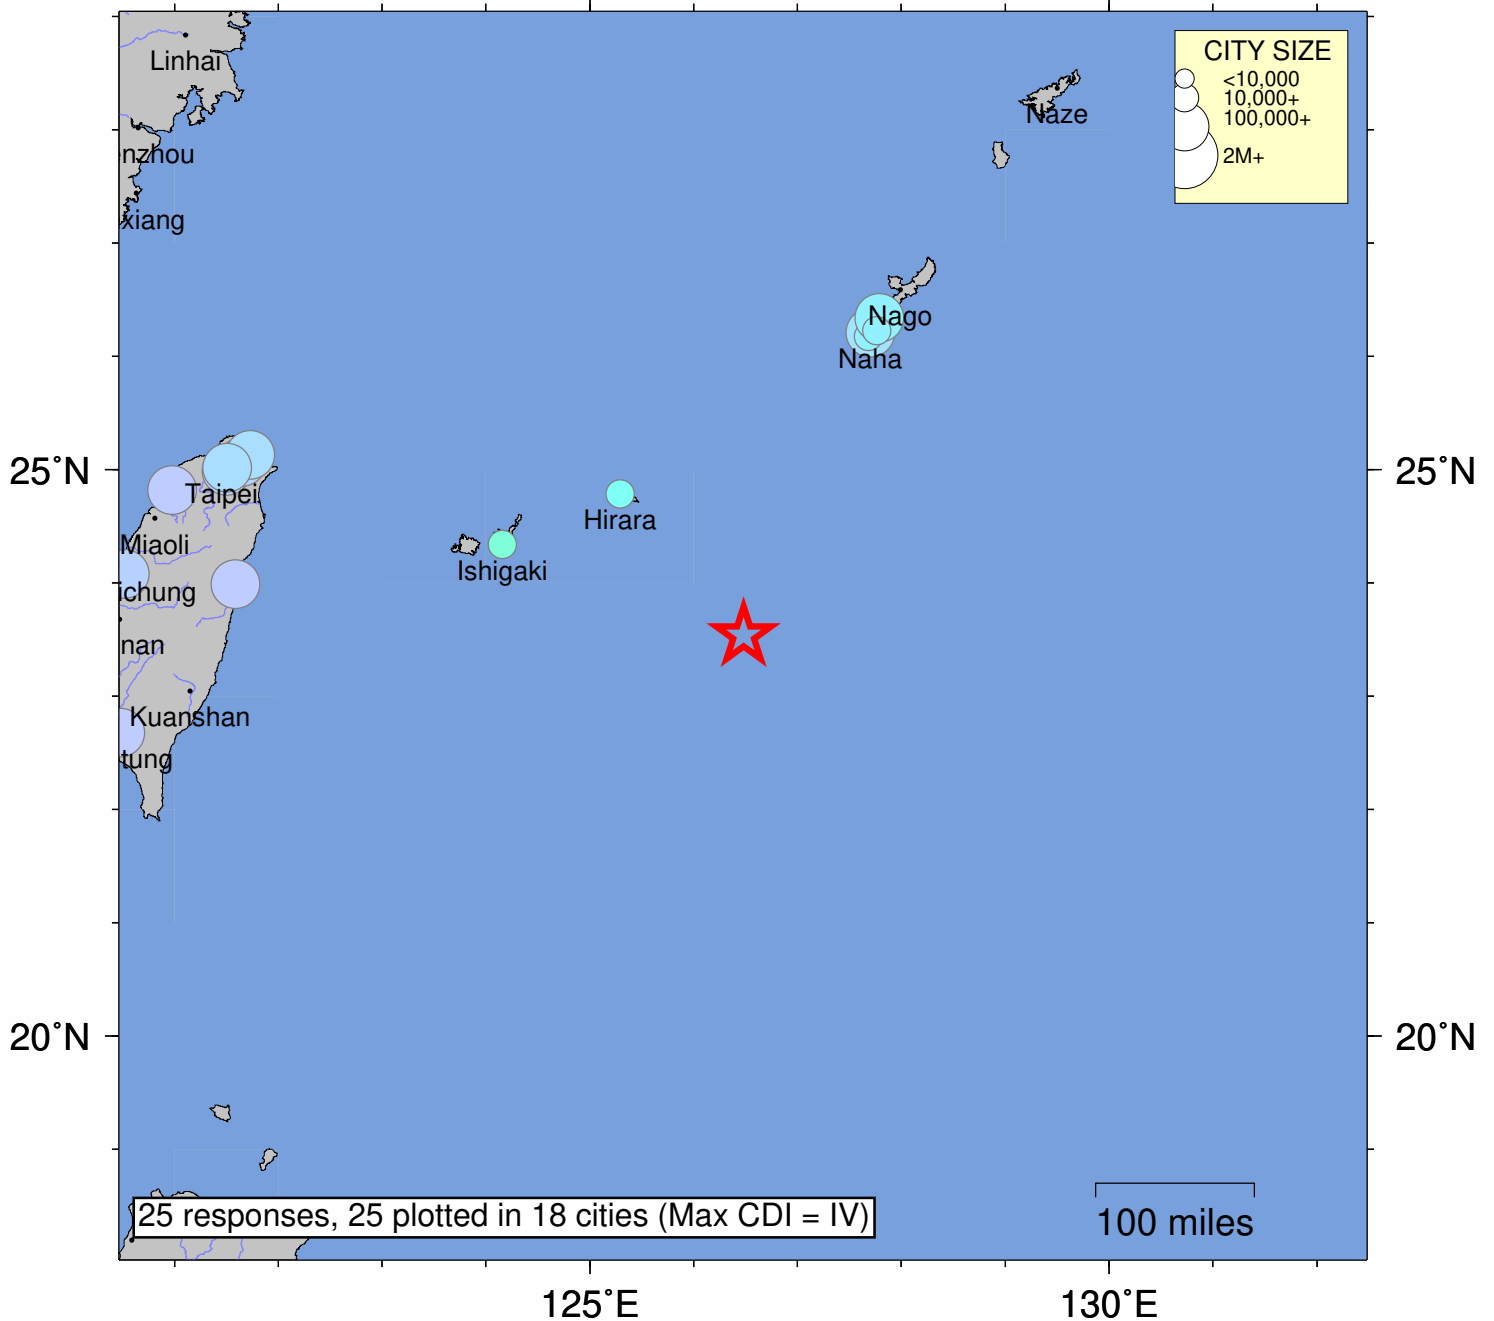 Linhai
enzhou
xiang
Naze
CITY SIZE
<10,000
10,000+
100,000+
2M+
Nago
Naha
25˚N
25˚N
Taipei
Hirara
Miaoli
Ishigaki
ichung
nan
Kuanshan
tung
20˚N
20˚N
25 responses, 25 plotted in 18 cities (Max CDI = IV)
100 miles
125˚E
130˚E